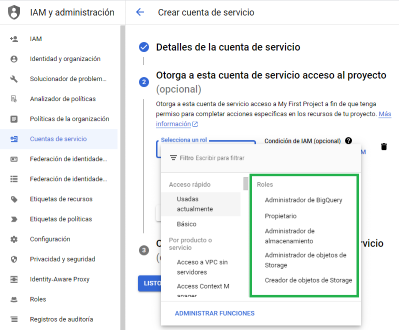 IAM y administración
Crear cuenta de servicio
IAM
Identidad y organización
Solucionador de problem...
Analizador de políticas
Políticas de la organización
Cuentas de servicio
Federación de identidade...
Federación de identidade...
Etiquetas de recursos
Etiquetas de políticas
Configuración
Privacidad y seguridad
Identity-Aware Proxy
Roles
Registros de auditoría
Detalles de la cuenta de servicio
2
Otorga a esta cuenta de servicio acceso al proyecto
(opcional)
Otorga a esta cuenta de servicio acceso a My First Project a fin de que tenga
permiso para completar acciones específicas en los recursos de tu proyecto. Más
información
Selecciona un rol
Condición de IAM (opcional)
Filtro Escribir para filtrar
Acceso rápido
Usadas
actualmente
Básico
Por producto o
servicio
Acceso a VPC sin
servidores
Access Context M
anager
Roles
Administrador de BigQuery
Propietario
Administrador de
almacenamiento
Administrador de objetos de
Storage
Creador de objetos de Storage
ADMINISTRAR FUNCIONES
3
LISTO